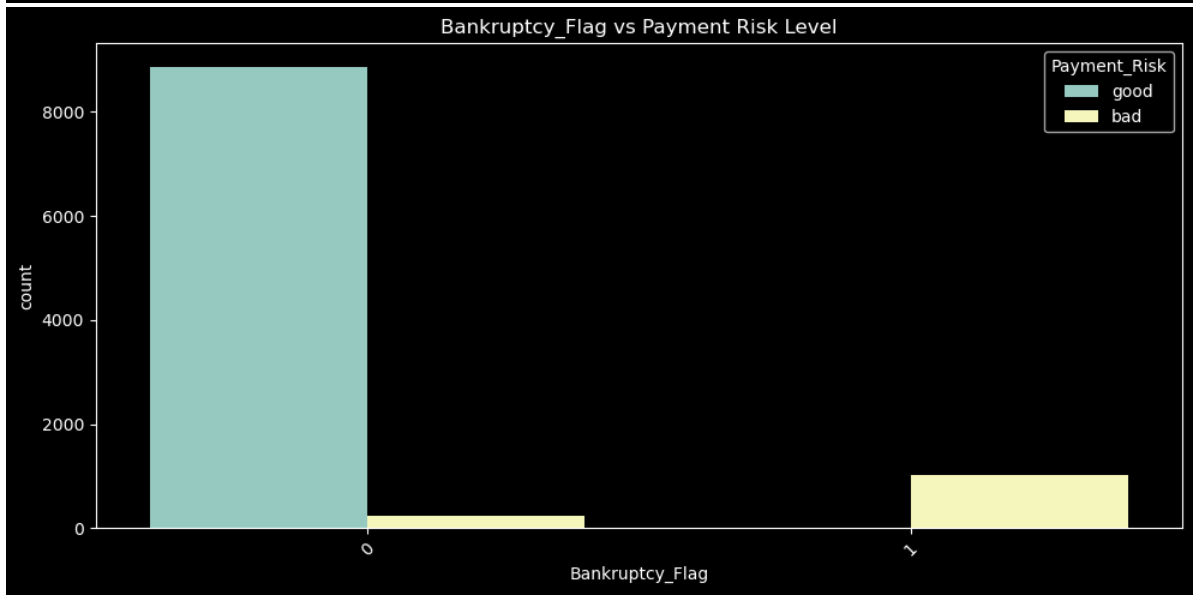 Bankruptcy_Flag vs Payment Risk Level
Payment_Risk
good
bad
8000
6000
4000
2000
0
count
0
1
Bankruptcy_Flag